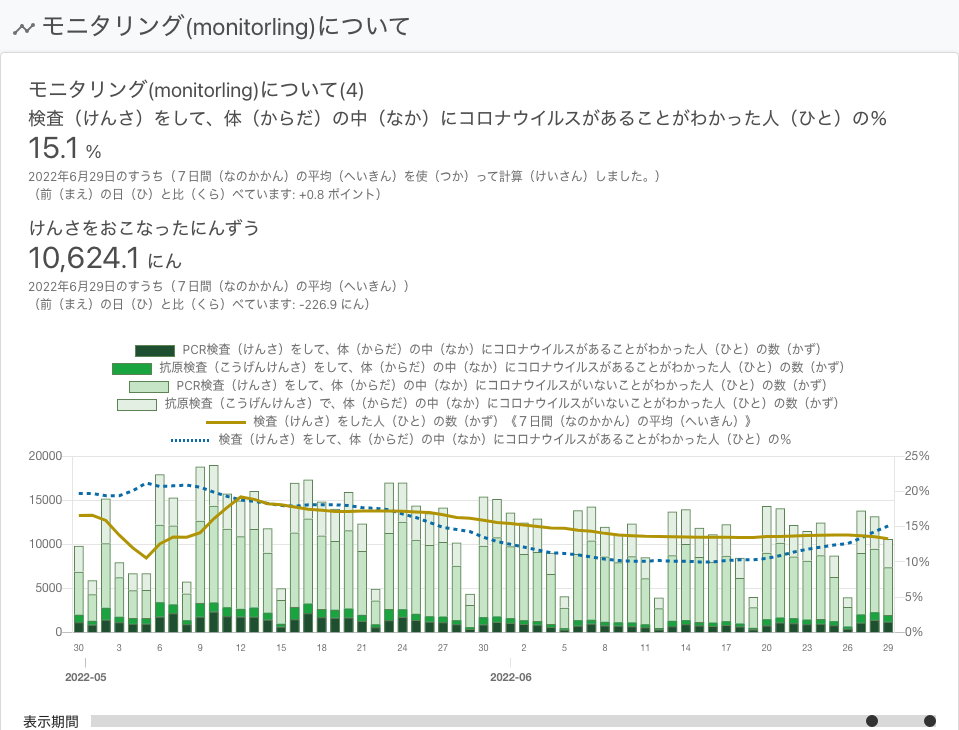 モニタリング(monitorling)について
モニタリング(monitorling)について(4)
検査（けんさ）をして、体（からだ）の中（なか）にコロナウイルスがあることがわかった人（ひと）の%
15.1 %
2022年6月29日のすうち（７日間（なのかかん）の平均（へいきん）を使（つか）って計算（けいさん）しました。）
（前（まえ）の日（ひ）と比（くら）べています: +0.8 ポイント）
けんさをおこなったにんずう
10,624.1 にん
2022年6月29日のすうち（７日間（なのかかん）の平均（へいきん））
（前（まえ）の日（ひ）と比（くら）べています: -226.9 にん）
PCR検査（けんさ）をして、体（からだ）の中（なか）にコロナウイルスがあることがわかった人（ひと）の数（かず）
抗原検査（こうげんけんさ）をして、体（からだ）の中（なか）にコロナウイルスがあることがわかった人（ひと）の数（かず）
PCR検査（けんさ）をして、体（からだ）の中（なか）にコロナウイルスがいないことがわかった人（ひと）の数（かず）
抗原検査（こうげんけんさ）で、体（からだ）の中（なか）にコロナウイルスがいないことがわかった人（ひと）の数（かず）
検査（けんさ）をした人（ひと）の数（かず）《７日間（なのかかん）の平均（へいきん）》
検査（けんさ）をして、体（からだ）の中（なか）にコロナウイルスがあることがわかった人（ひと）の%
20000 25%
20%
15000
15%
10000
10%
5000
5%
0 0%
30 3 6 9 12 15 18 21 24 27 30 2 5 8 11 14 17 20 23 26 29
2022-05 2022-06
表示期間